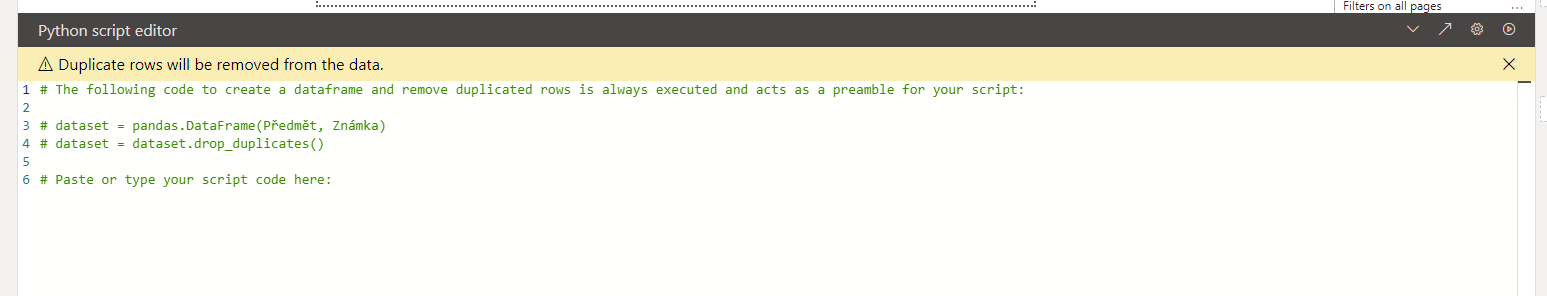 Filters on all pages
...
Python script editor
Duplicate rows will be removed from the data.
1 # The following code to create a dataframe and remove duplicated rows is always executed and acts as a preamble for your script:
2
3 # dataset = pandas.DataFrame(Předmět, Známka)
4 # dataset = dataset.drop_duplicates()
5
6 # Paste or type your script code here: